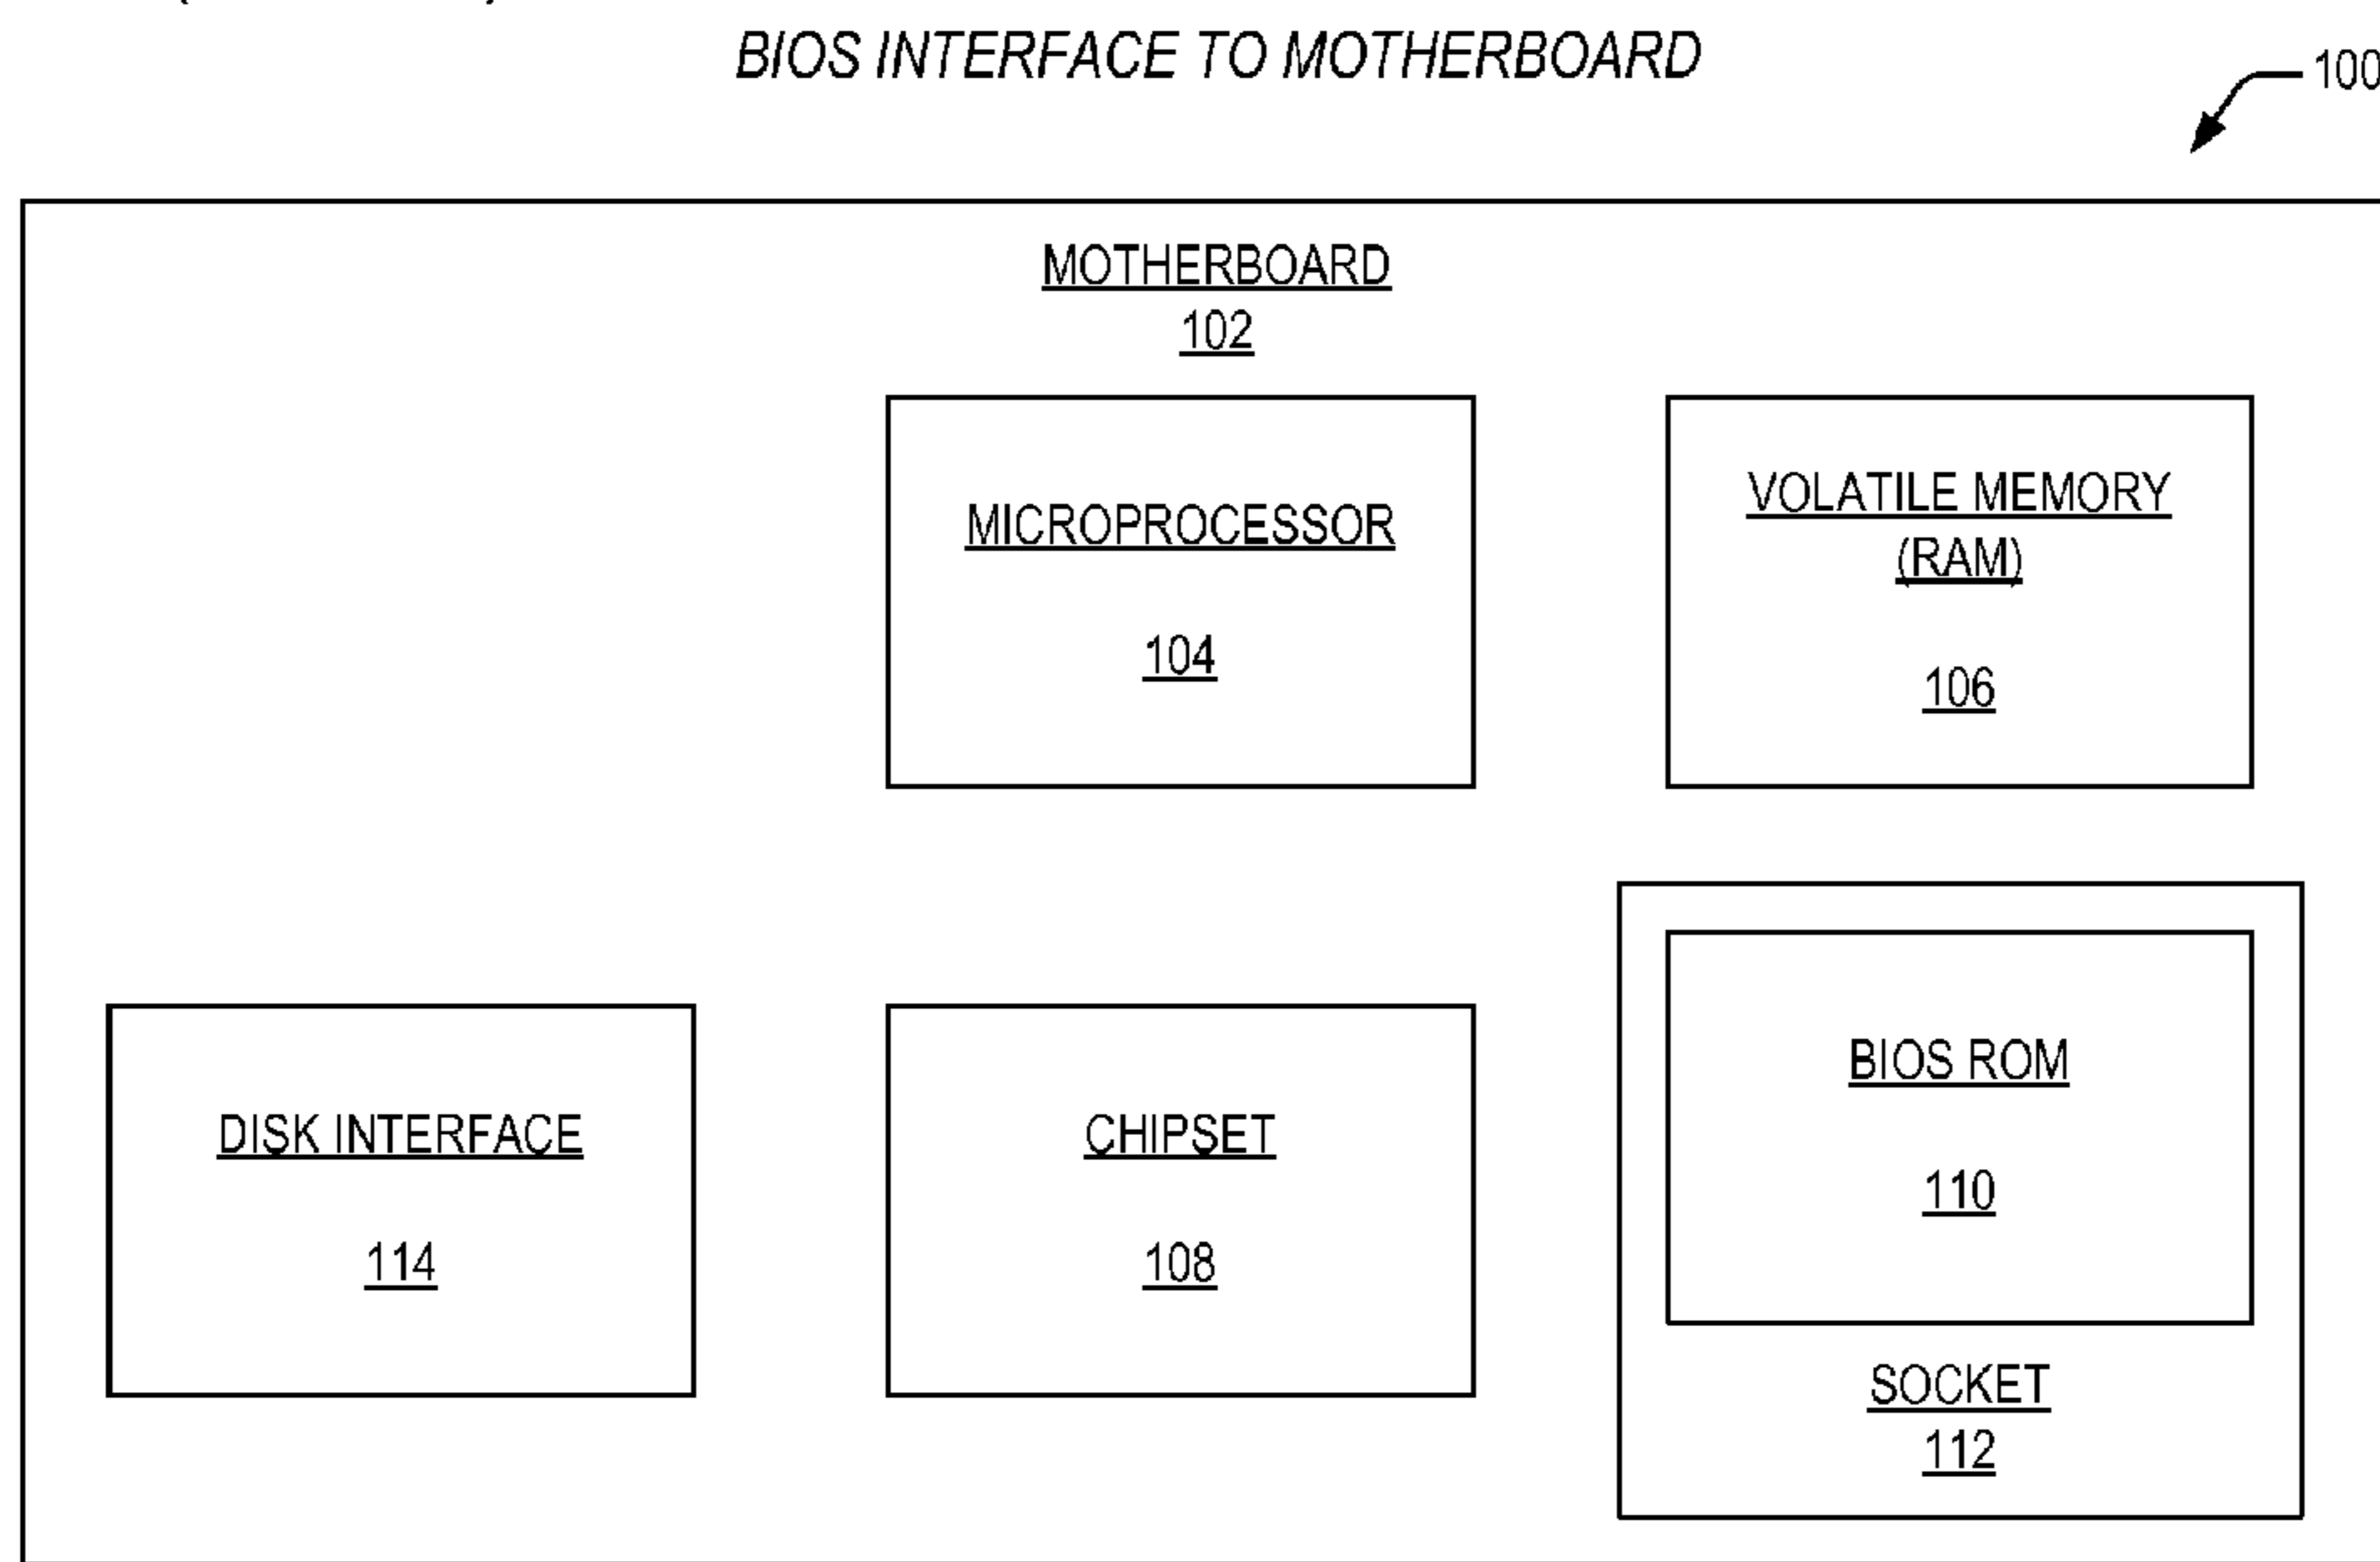 BIOS INTERFACE TO MOTHERBOARD
100
MOTHERBOARD
102
MICROPROCESSOR
104
VOLATILE MEMORY
(RAM)
106
DISK INTERFACE
114
CHIPSET
108
BIOS ROM
110
SOCKET
112